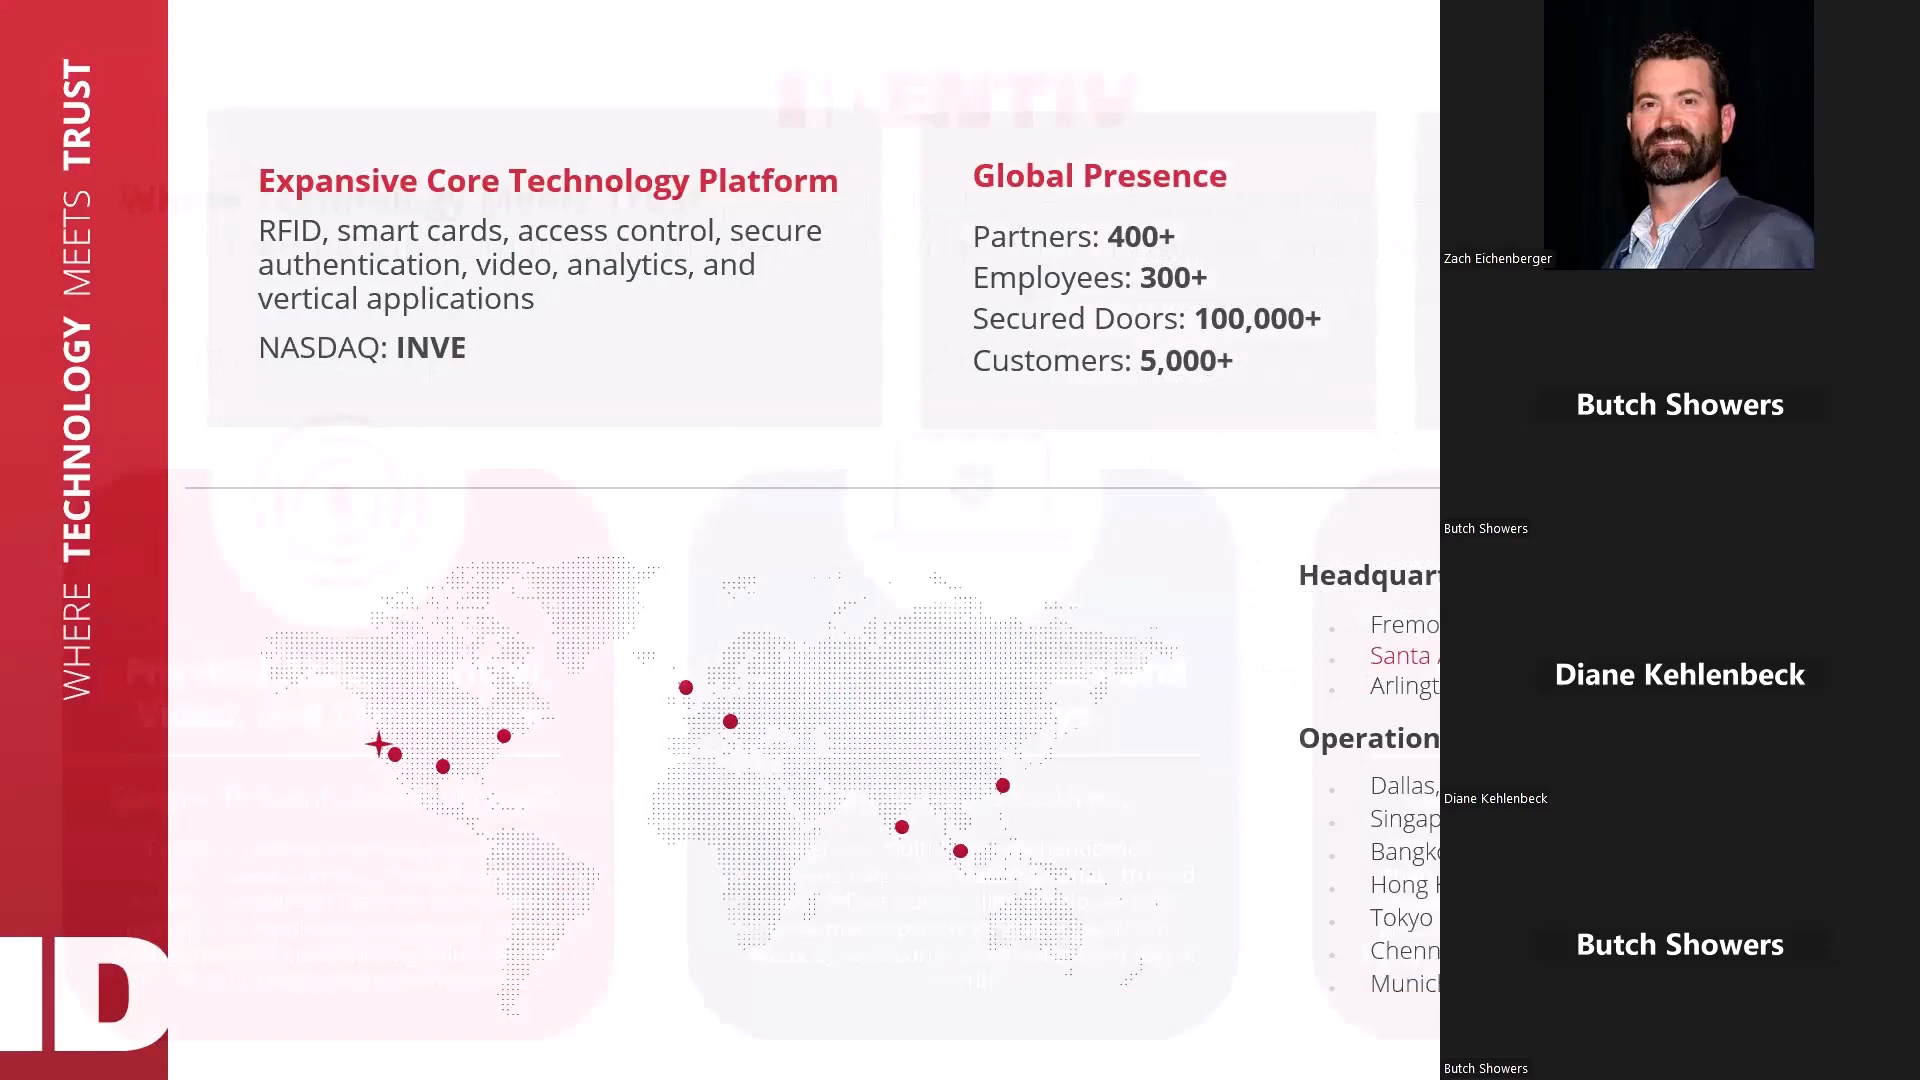 WHERE TECHNOLOGY MEETS TRUST
ID
IDENTIV
Expansive Core Technology Platform
RFID, smart cards, access control, secure
authentication, video, analytics, and
vertical applications
NASDAQ: INVE
Global Presence
Partners: 400+
Employees: 300+
Secured Doors: 100,000+
Customers: 5,000+
Headquart
Fremo
Santa
Arlingt
Operation
Dallas,
Singap
Bangko
Hong
Tokyo
Chenn
Munic
Zach Eichenberger
Butch Showers
Butch Showers
Diane Kehlenbeck
Diane Kehlenbeck
Butch Showers
Butch Showers